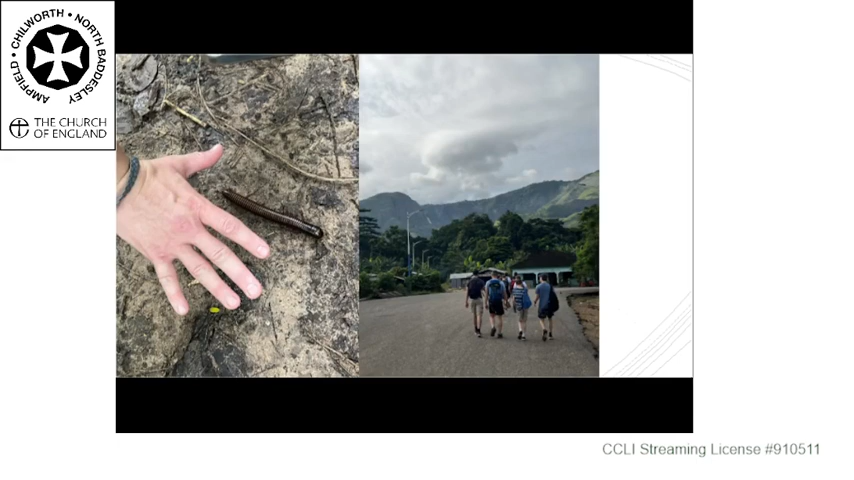 AMPFIELD • CHILWORTH • NORTH BADDESLEY
THE CHURCH
OF ENGLAND
CCLI Streaming License #910511